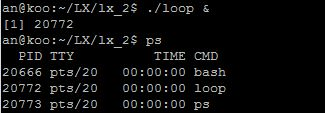 an@koo:~/LX/lx_2$ ./loop &
[1] 20772
an@koo:~/LX/lx_2$ ps
  PID TTY          TIME CMD
20666 pts/20   00:00:00 bash
20772 pts/20   00:00:00 loop
20773 pts/20   00:00:00 ps